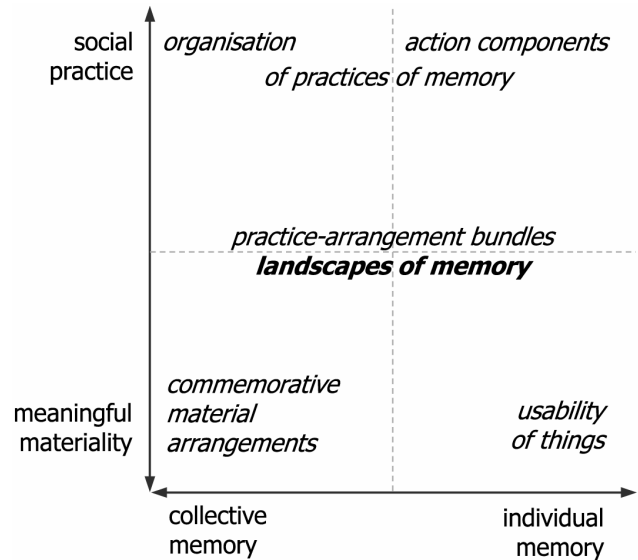 social
practice
organisation
action components
of practices of memory
practice-arrangement bundles
landscapes of memory
meaningful
materiality
commemorative
material
arrangements
usability
of things
collective
memory
individual
memory